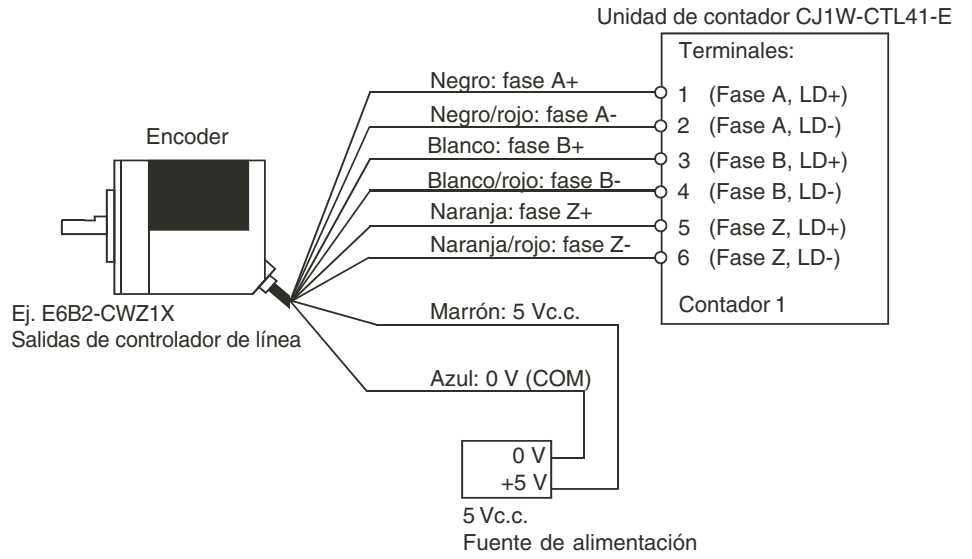 Unidad de contador CJ1W-CTL41-E
Terminales:
Negro: fase A+
1 (Fase A, LD+)
Negro/rojo: fase A-
2 (Fase A, LD-)
Encoder
Blanco: fase B+
3 (Fase B, LD+)
Blanco/rojo: fase B-
4 (Fase B, LD-)
Naranja: fase Z+
5 (Fase Z, LD+)
Naranja/rojo: fase Z-
6 (Fase Z, LD-)
Contador 1
Ej. E6B2-CWZ1X
Salidas de controlador de línea
Marrón: 5 Vc.c.
Azul: 0 V (COM)
0 V
+5 V
5 Vc.c.
Fuente de alimentación